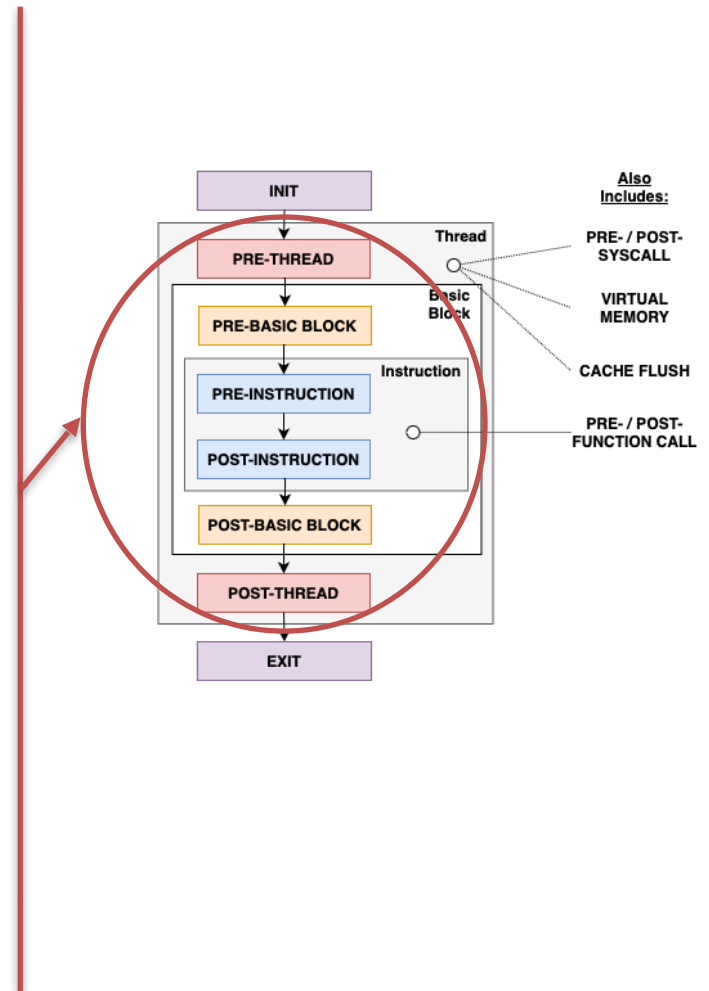 INIT
Also
Includes:
Thread
PRE- / POST-
SYSCALL
PRE-THREAD
Basic
Block
VIRTUAL
MEMORY
PRE-BASIC BLOCK
Instruction
CACHE FLUSH
PRE-INSTRUCTION
PRE- / POST-
FUNCTION CALL
POST-INSTRUCTION
POST-BASIC BLOCK
POST-THREAD
EXIT